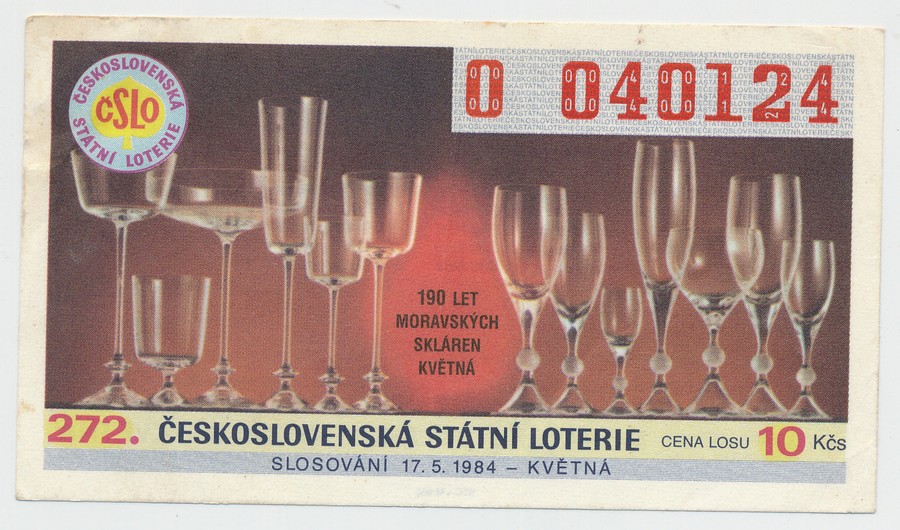 ČESKOSLOVENSKÁ
ČSLO
STÁTNÍ LOTERIE
0 040124
190 LET
MORAVSKÝCH
SKLÁREN
KVĚTNÁ
272. ČESKOSLOVENSKÁ STÁTNÍ LOTERIE CENA LOSU 10 Kčs
SLOSOVÁNÍ 17. 5. 1984 – KVĚTNÁ